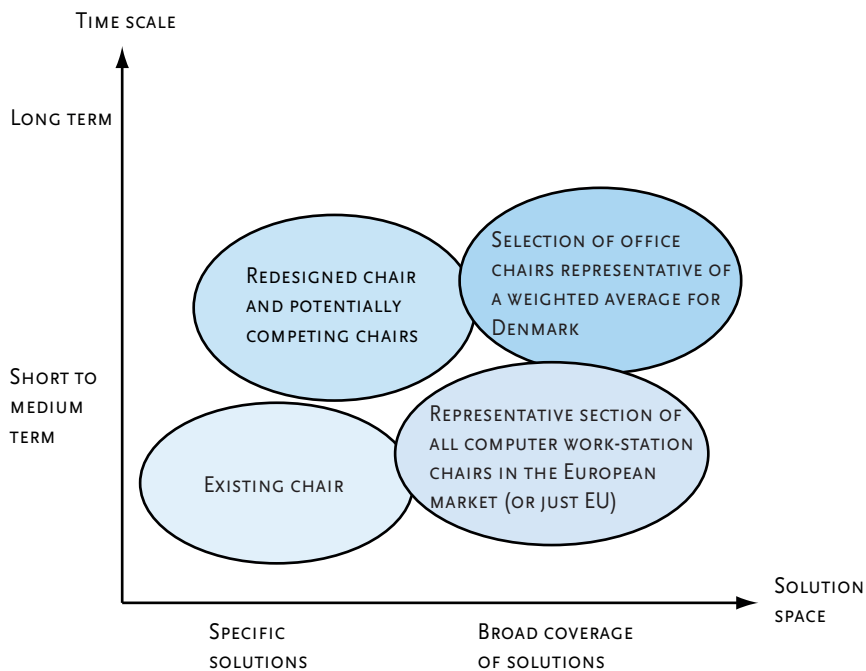 Time scale
Long term
Selection of office
chairs representative of
a weighted average for
Denmark
Redesigned chair
and potentially
competing chairs
Short to
medium
term
Representative section of
all computer work-station
chairs in the European
market (or just EU)
Existing chair
Solution
space
Specific
solutions
Broad coverage
of solutions